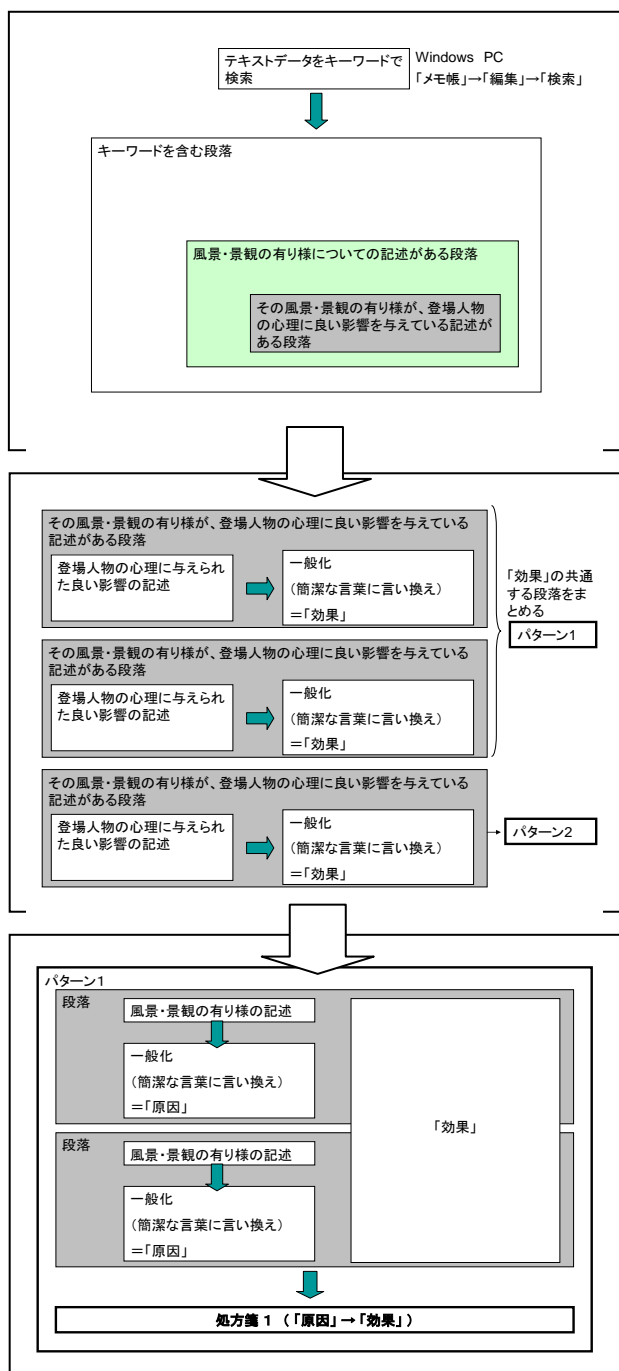 テキストデータをキーワードで
検索
Windows PC
「メモ帳」→「編集」→「検索」
キーワードを含む段落
風景・景観の有り様についての記述がある段落
その風景・景観の有り様が、登場人物
の心理に良い影響を与えている記述が
ある段落
その風景・景観の有り様が、登場人物の心理に良い影響を与えている
記述がある段落
登場人物の心理に与えられ
た良い影響の記述
一般化
(簡潔な言葉に言い換え)
＝「効果」
その風景・景観の有り様が、登場人物の心理に良い影響を与えている
記述がある段落
登場人物の心理に与えられ
た良い影響の記述
一般化
(簡潔な言葉に言い換え)
＝「効果」
「効果」の共通
する段落をま
とめる
パターン1
その風景・景観の有り様が、登場人物の心理に良い影響を与えている
記述がある段落
登場人物の心理に与えられ
た良い影響の記述
一般化
(簡潔な言葉に言い換え)
＝「効果」
パターン2
パターン1
段落
風景・景観の有り様の記述
一般化
(簡潔な言葉に言い換え)
＝「原因」
段落
風景・景観の有り様の記述
一般化
(簡潔な言葉に言い換え)
＝「原因」
「効果」
処方箋 1 （「原因」→「効果」）